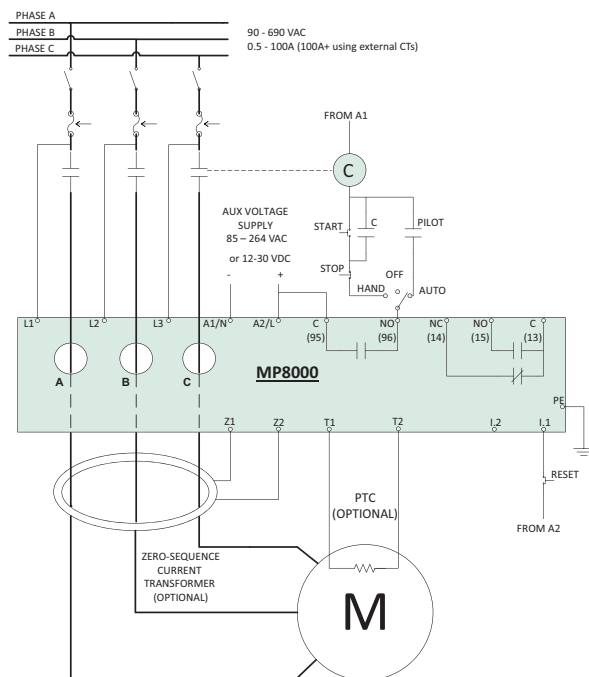 PHASE A
PHASE B
PHASE C
90 - 690 VAC
0.5 - 100A (100A+ using external CTs)
FROM A1
C
AUX VOLTAGE
SUPPLY
85 – 264 VAC
or 12-30 VDC
- +
START
C
PILOT
STOP
OFF
HAND
AUTO
L1
L2
L3
A1/N
A2/L
C
(95)
NO
(96)
NC
(14)
NO
(15)
C
(13)
A
B
C
MP8000
PE
Z1
Z2
T1
T2
I.2
I.1
RESET
PTC
(OPTIONAL)
FROM A2
ZERO-SEQUENCE
CURRENT
TRANSFORMER
(OPTIONAL)
M